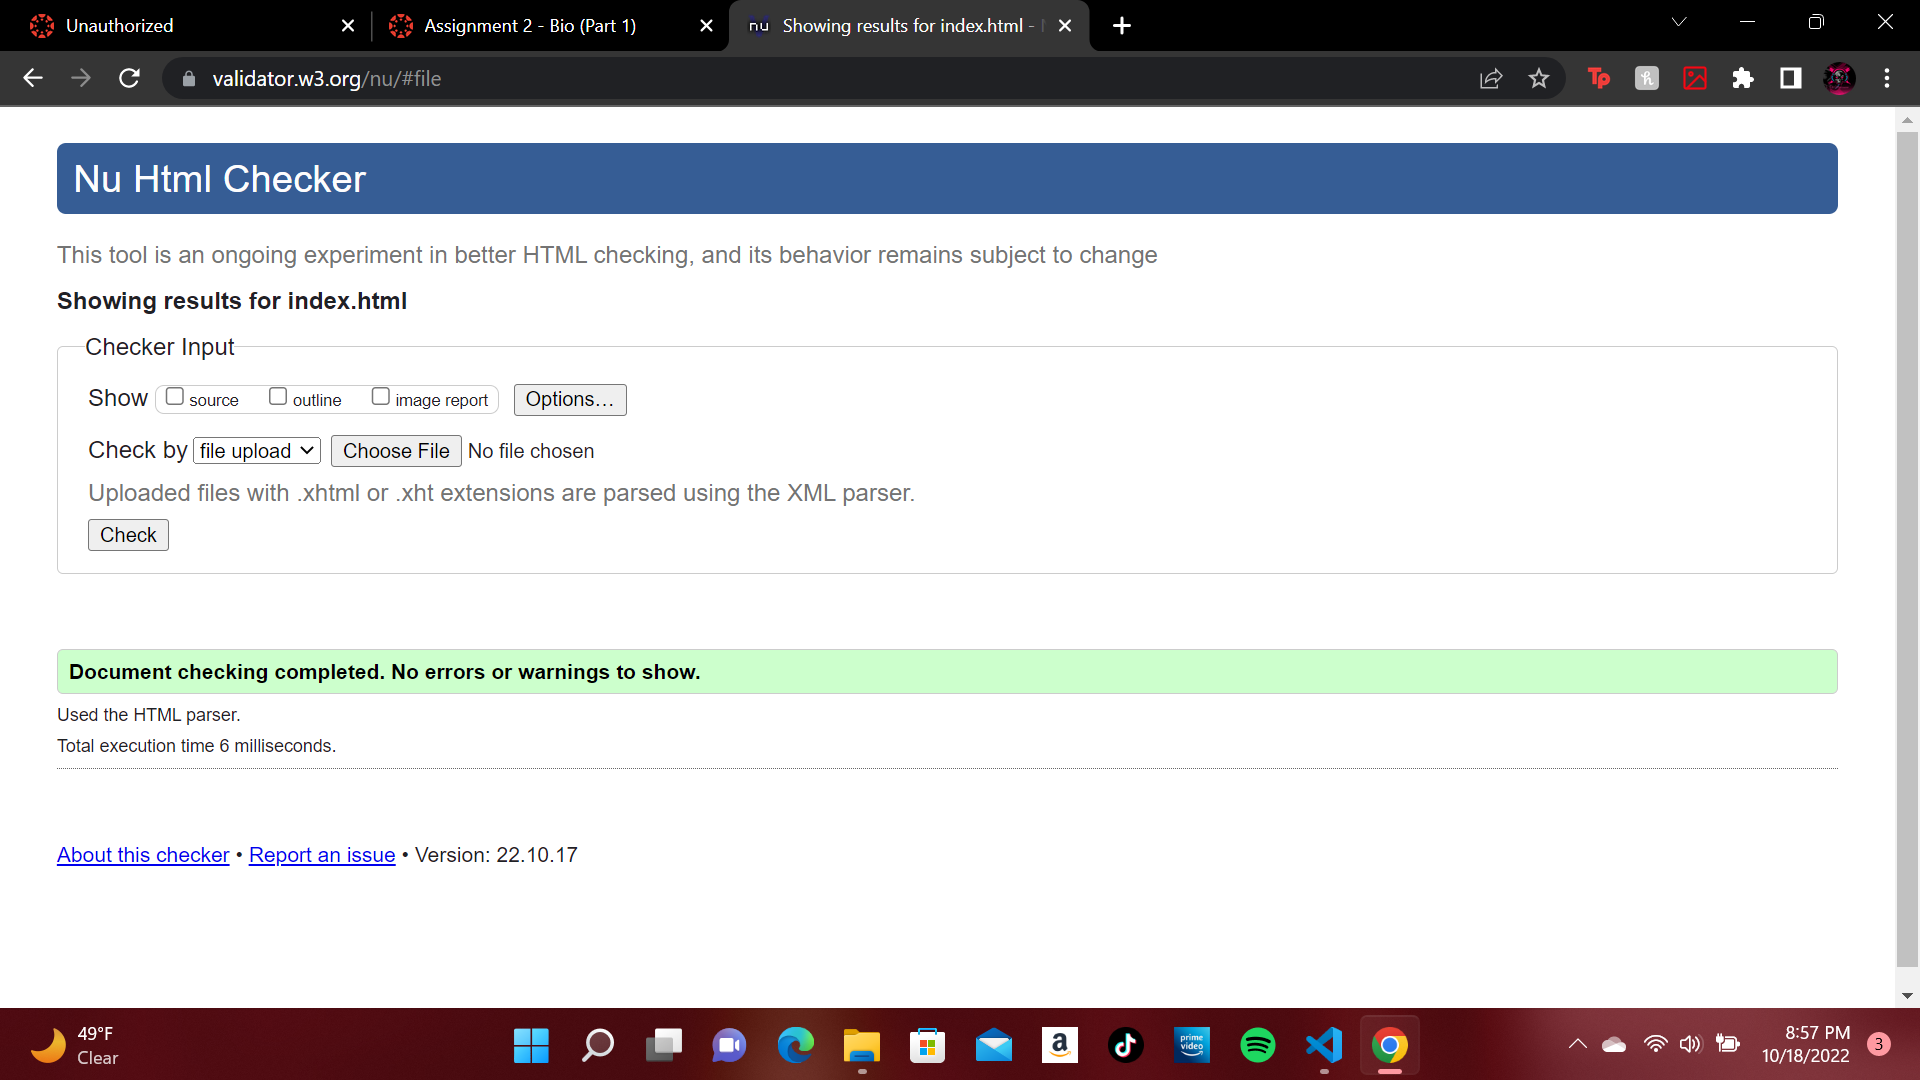 Unauthorized
Assignment 2 - Bio (Part 1)
nu Showing results for index.html -
validator.w3.org/nu/#file
Tp
h
Nu Html Checker
This tool is an ongoing experiment in better HTML checking, and its behavior remains subject to change
Showing results for index.html
Checker Input
Show source outline image report Options...
Check by file upload Choose File No file chosen
Uploaded files with .xhtml or .xht extensions are parsed using the XML parser.
Check
Document checking completed. No errors or warnings to show.
Used the HTML parser.
Total execution time 6 milliseconds.
About this checker • Report an issue • Version: 22.10.17
49°F
Clear
a
prime video
8:57 PM
10/18/2022
3